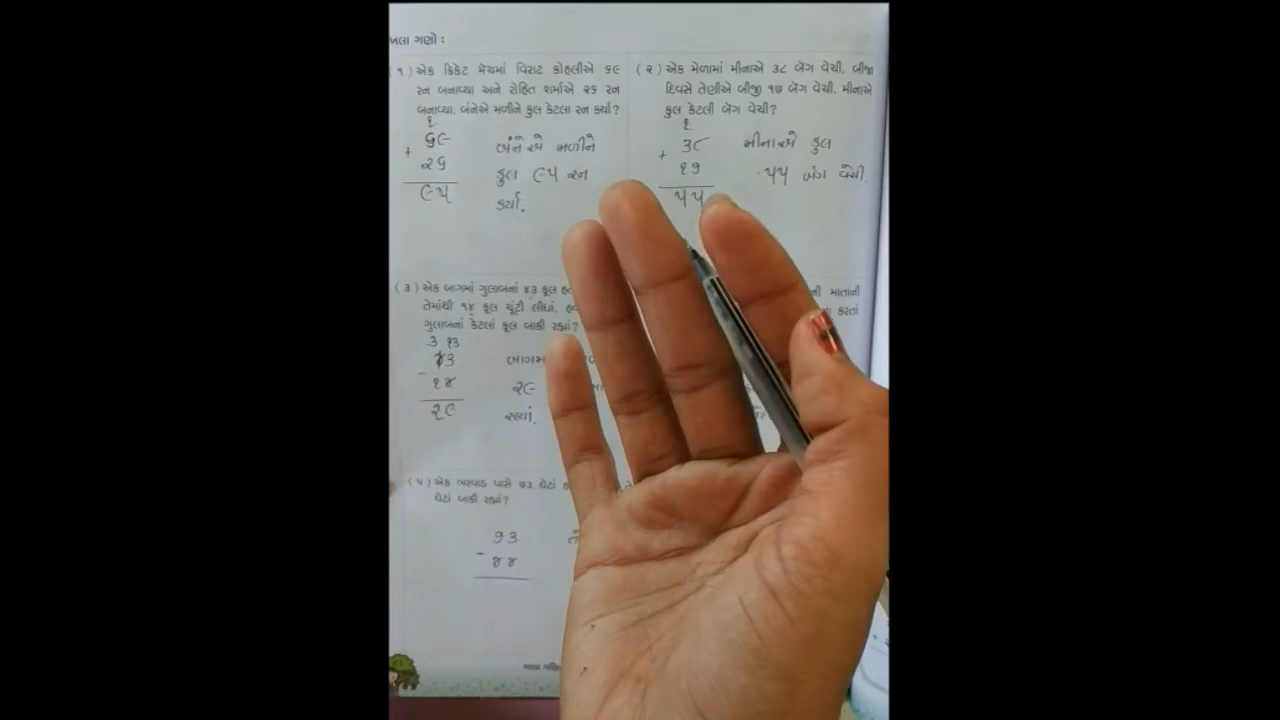 ખલા ગણો :
(૧) એક ક્રિકેટ મેચમાં વિરાટ કોહલીએ ૬૯
રન બનાવ્યા અને રોહિત શર્માએ ૨૬ રન
બનાવ્યા. બંનેએ મળીને કુલ કેટલા રન કર્યા?
૧
૬૯
+
૨૬
૯૫
બંનેએ મળીને
કુલ ૯૫ રન
કર્યા.
(૨) એક મેળામાં મીનાએ ૩૮ બૅગ વેચી. બીજા
દિવસે તેણીએ બીજી ૧૭ બૅગ વેચી. મીનાએ
કુલ કેટલી બૅગ વેચી?
૧
૩૮
+
૧૭
૫૫
મીનાએ કુલ
૫૫ બેગ વેચી.
(૩) એક બાગમાં ગુલાબનાં ૪૩ ફૂલ
તેમાંથી ૧૪ ફૂલ ચૂંટી લીધાં.
ગુલાબનાં કેટલાં ફૂલ બાકી રહ્યાં?
૩ ૧૩
૪૩
-
૧૪
૨૯
૨૯
રહ્યાં.
માતાની
કરતાં
(૫) એક ભરવાડ પાસે ૭૩ ઘેટાં
ઘેટાં બાકી રહ્યાં?
૭૩
-
૪૪